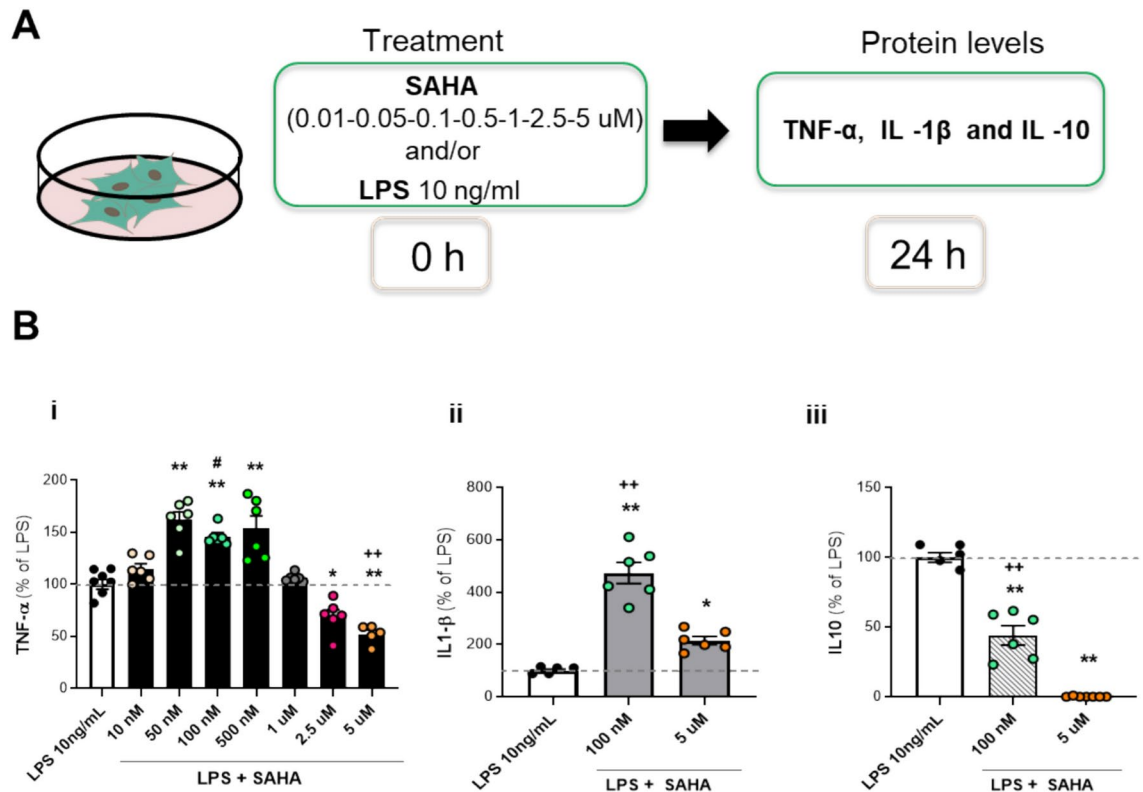 A
Treatment
SAHA
(0.01-0.05-0.1-0.5-1-2.5-5 uM)
and/or
LPS 10 ng/ml
0 h
Protein levels
TNF-α, IL -1β and IL -10
24 h
B
i
TNF-α (% of LPS)
200
150
100
50
0
**
#
**
**
*
++
**
LPS 10ng/mL
10 nM
50 nM
100 nM
500 nM
1 uM
2.5 uM
5 uM
LPS + SAHA
ii
IL1-β (% of LPS)
800
600
400
200
0
++
**
*
LPS 10ng/mL
100 nM
5 uM
LPS + SAHA
iii
IL10 (% of LPS)
150
100
50
0
++
**
**
LPS 10ng/mL
100 nM
5 uM
LPS + SAHA